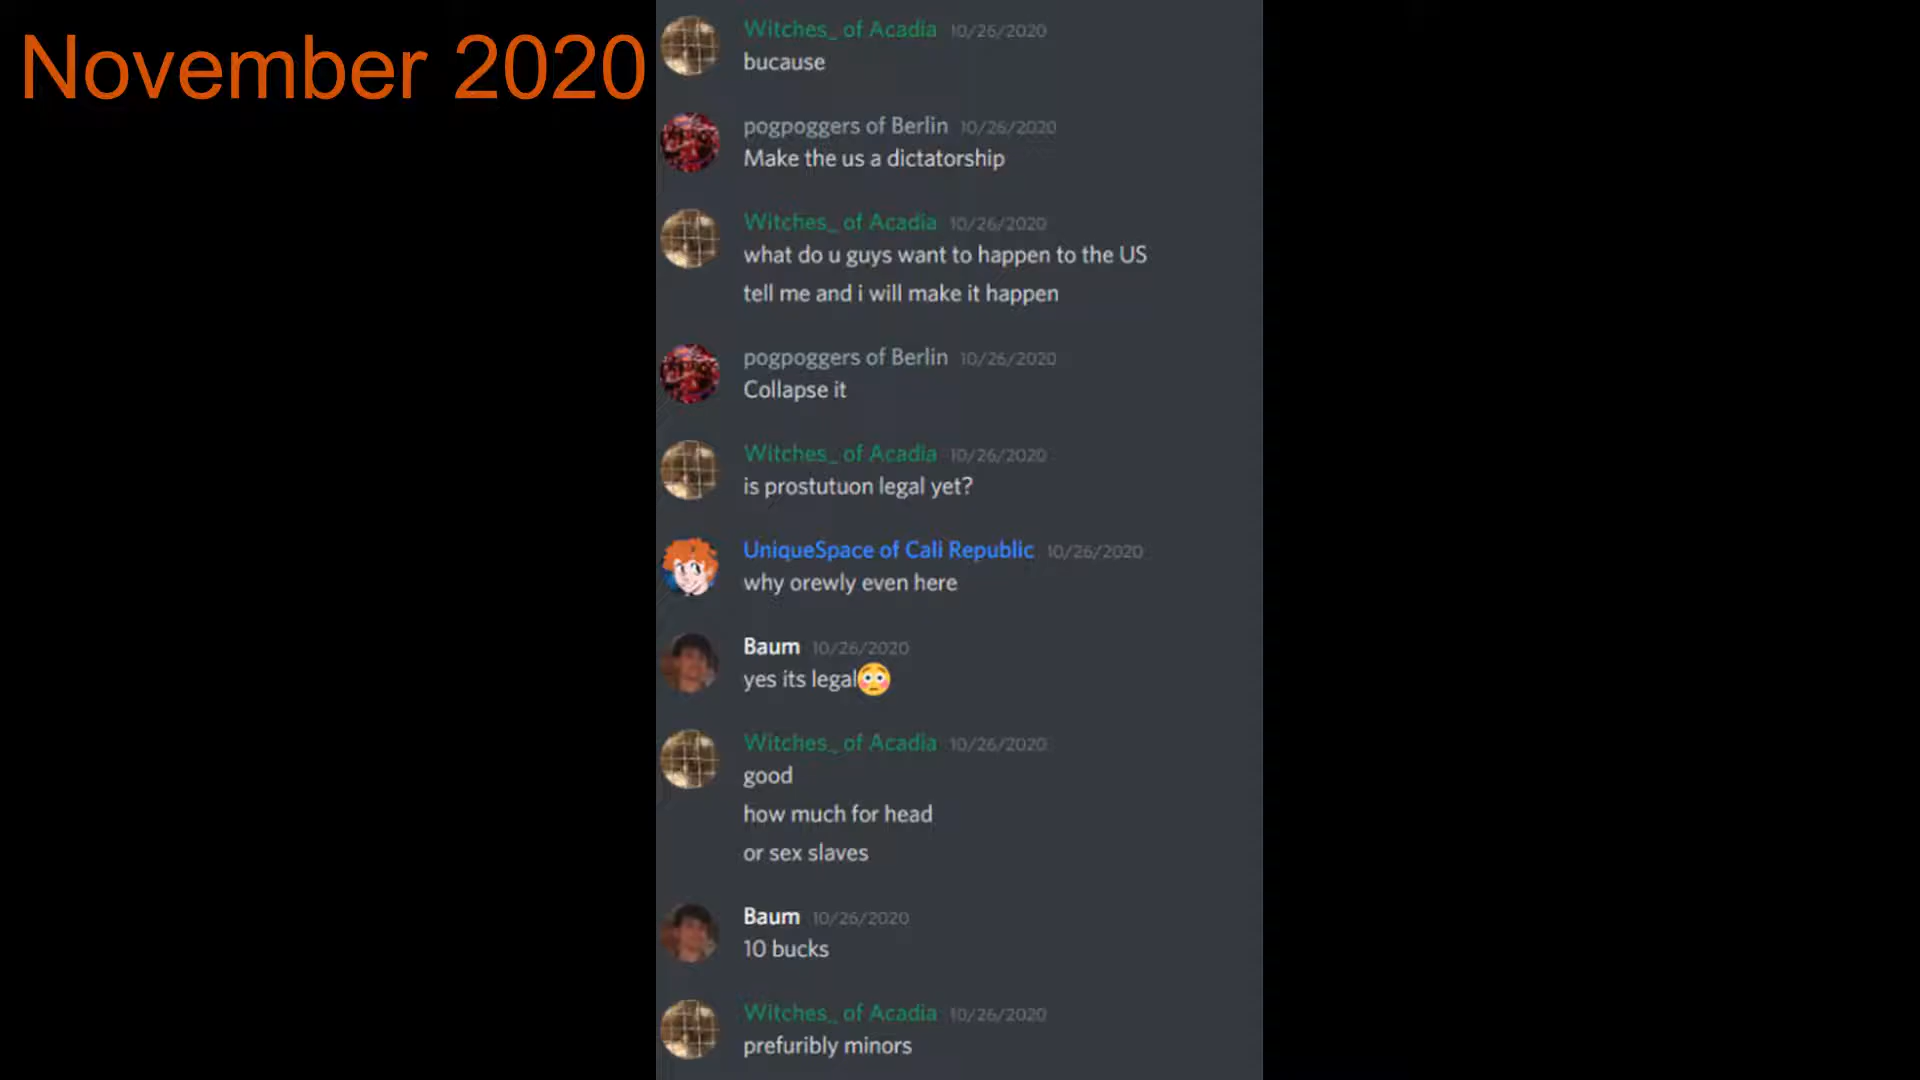 November 2020
Witches_ of Acadia 10/26/2020
bucause
pogpoggers of Berlin 10/26/2020
Make the us a dictatorship
Witches_ of Acadia 10/26/2020
what do u guys want to happen to the US
tell me and i will make it happen
pogpoggers of Berlin 10/26/2020
Collapse it
Witches_ of Acadia 10/26/2020
is prostutuon legal yet?
UniqueSpace of Cali Republic 10/26/2020
why orewly even here
Baum 10/26/2020
yes its legal😳
Witches_ of Acadia 10/26/2020
good
how much for head
or sex slaves
Baum 10/26/2020
10 bucks
Witches_ of Acadia 10/26/2020
prefuribly minors